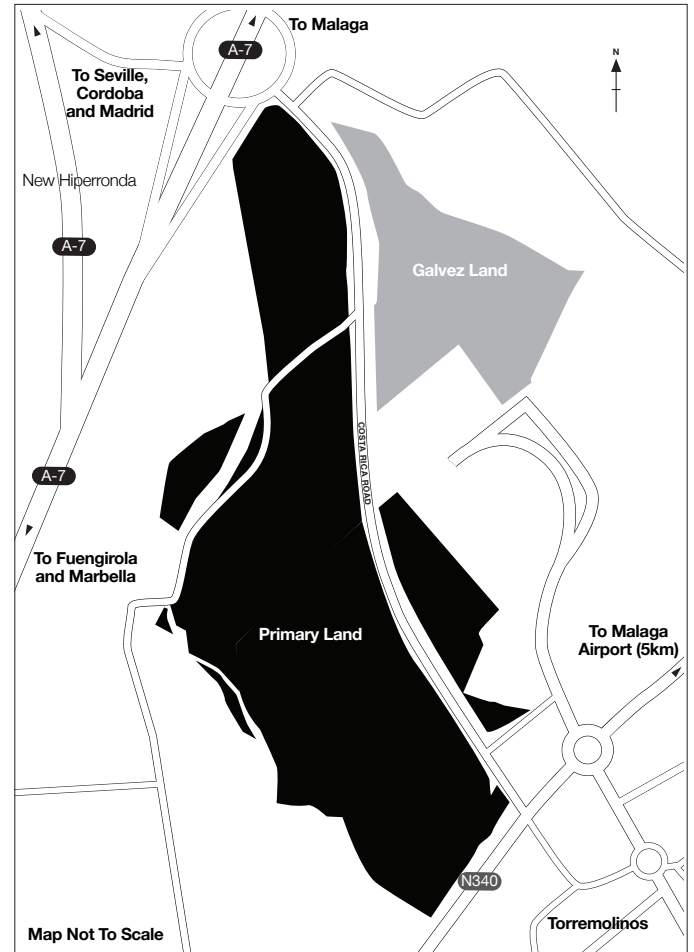 To Malaga
A-7
N
To Seville,
Cordoba
and Madrid
New Hiperronda
A-7
Galvez Land
COSTA RICA ROAD
A-7
To Fuengirola
and Marbella
Primary Land
To Malaga
Airport (5km)
N340
Torremolinos
Map Not To Scale